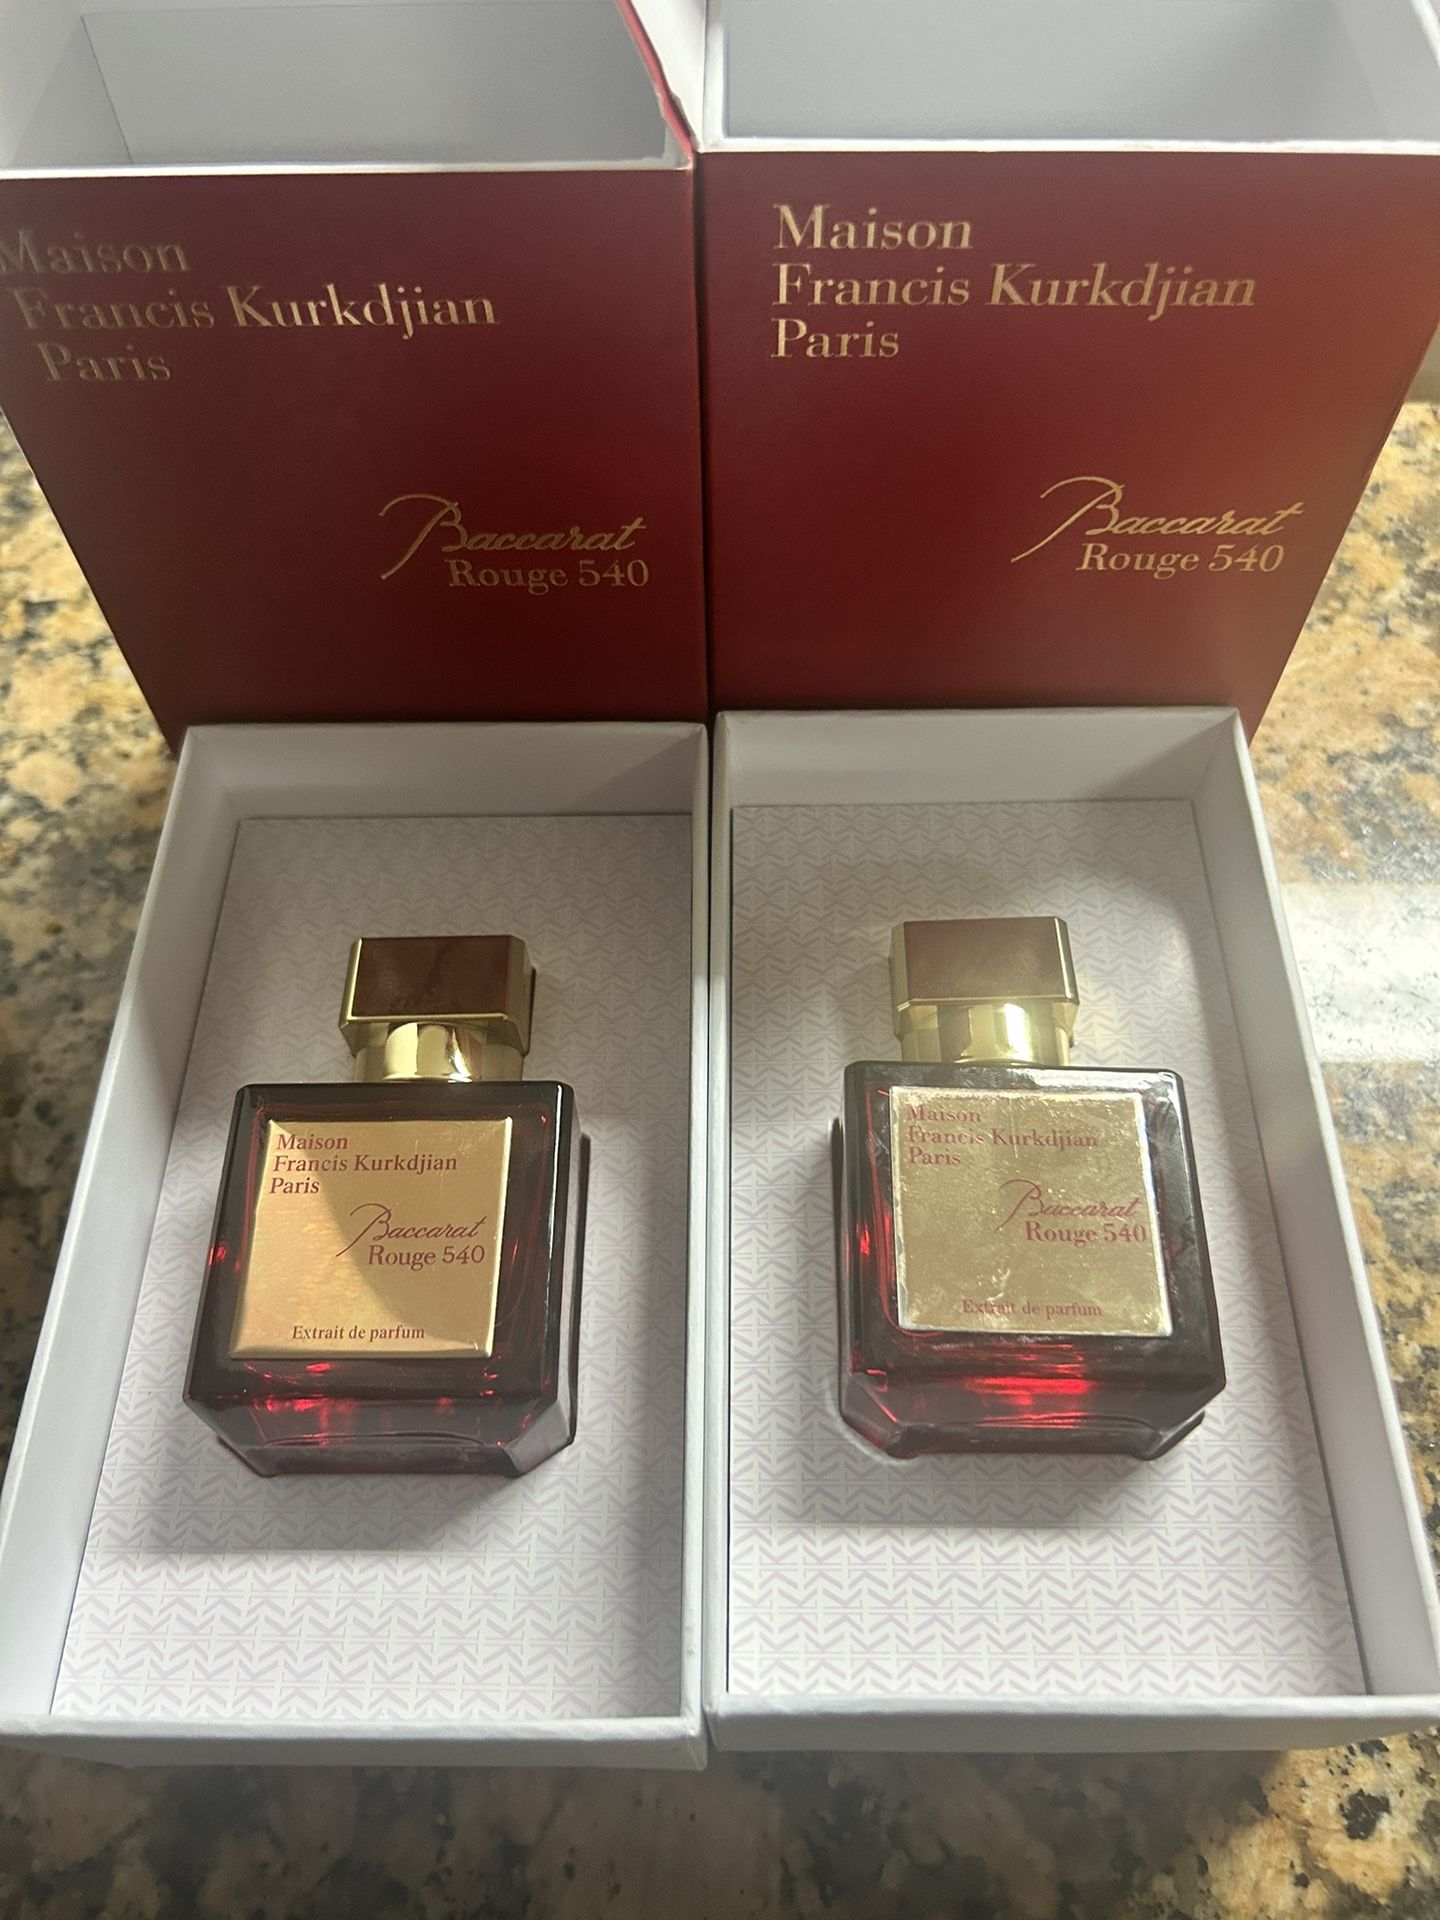 Maison
Francis Kurkdjian
Paris
Baccarat
Rouge 540
Maison
Francis Kurkdjian
Paris
Baccarat
Rouge 540
Maison
Francis Kurkdjian
Paris
Baccarat
Rouge 540
Extrait de parfum
Maison
Francis Kurkdjian
Paris
Baccarat
Rouge 540
Extrait de parfum